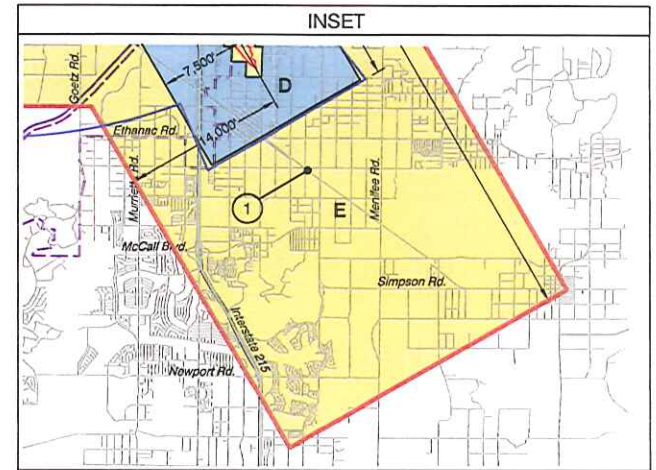 INSET
Goetz Rd.
7,500'
D
14,000'
Ethanac Rd.
Murrieta Rd.
1
E
Menifee Rd.
McCall Blvd.
Simpson Rd.
Interstate 215
Newport Rd.